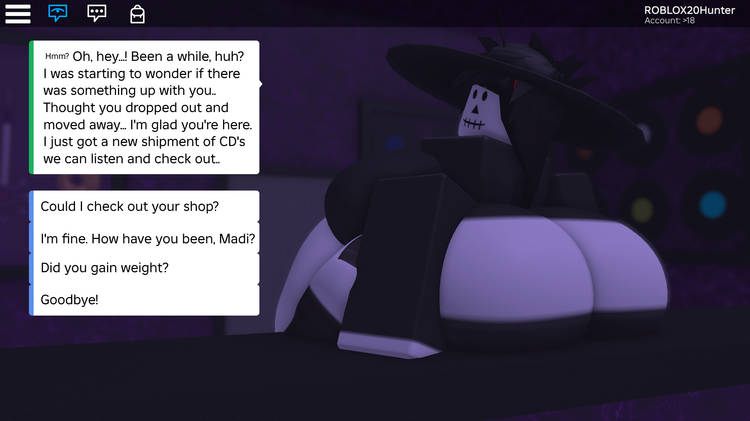 ROBLOX20Hunter
Account: >18
Hmm? Oh, hey...! Been a while, huh?
I was starting to wonder if there
was something up with you..
Thought you dropped out and
moved away... I'm glad you're here.
I just got a new shipment of CD's
we can listen and check out..
Could I check out your shop?
I'm fine. How have you been, Madi?
Did you gain weight?
Goodbye!